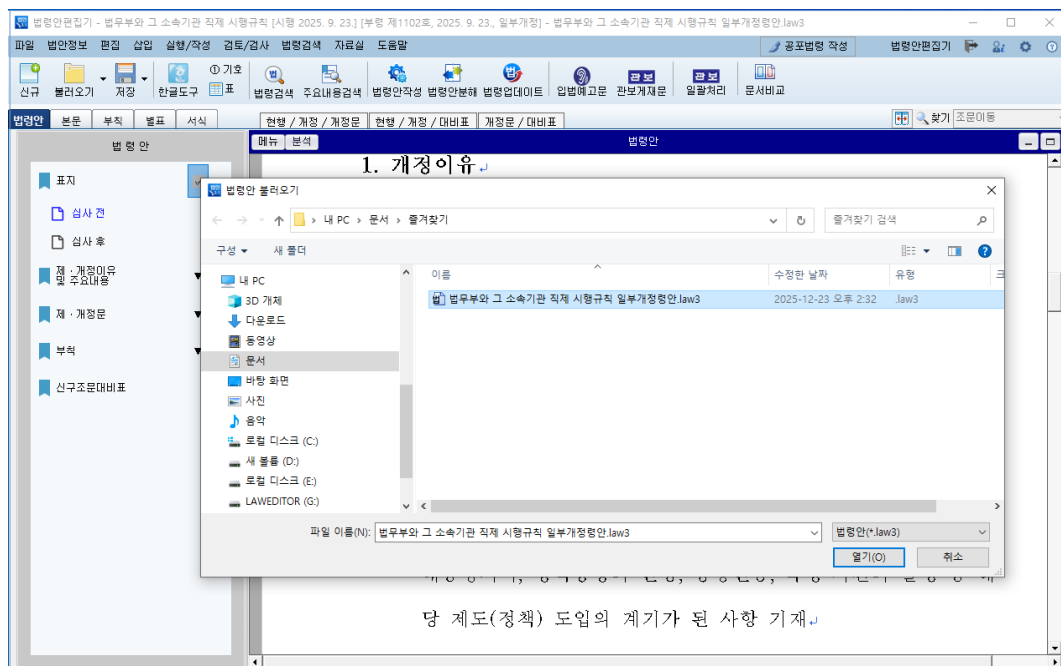 법령안편집기 - 법무부와 그 소속기관 직제 시행규칙 [시행 2025. 9. 23.] [부령 제1102호, 2025. 9. 23., 일부개정] - 법무부와 그 소속기관 직제 시행규칙 일부개정령안.law3
파일 법안정보 편집 삽입 실행/작성 검토/검사 법령검색 자료실 도움말 공포법령 작성 법령안편집기
신규 불러오기 저장 한글도구 ① 기호 표 법령검색 주요내용검색 법령안작성 법령안분해 법령업데이트 입법예고문 관보 관보게재문 관보 일괄처리 문서비교
법령안 본문 부칙 별표 서식 현행 / 개정 / 개정문 현행 / 개정 / 대비표 개정문 / 대비표 찾기 조문이동
법 령 안
메뉴 분석 법령안
1. 개정이유
표지
심사 전
심사 후
제ㆍ개정이유
및 주요내용
제ㆍ개정문
부칙
신구조문대비표
법령안 불러오기
내 PC › 문서 › 즐겨찾기
즐겨찾기 검색
구성 새 폴더
내 PC
3D 개체
다운로드
동영상
문서
바탕 화면
사진
음악
로컬 디스크 (C:)
새 볼륨 (D:)
로컬 디스크 (E:)
LAWEDITOR (G:)
이름 수정한 날짜 유형 크
법무부와 그 소속기관 직제 시행규칙 일부개정령안.law3 2025-12-23 오후 2:32 .law3
파일 이름(N): 법무부와 그 소속기관 직제 시행규칙 일부개정령안.law3 법령안(*.law3)
열기(O) 취소
당 제도(정책) 도입의 계기가 된 사항 기재